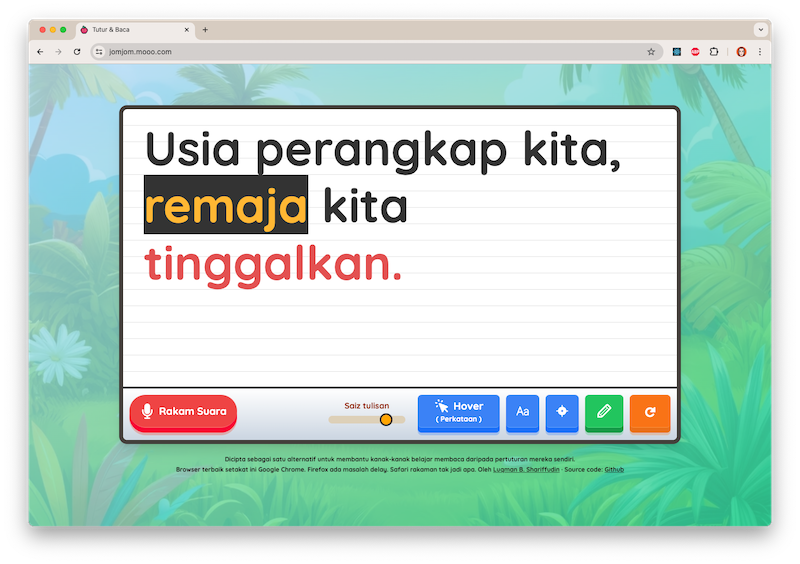 Tutur & Baca
jomjom.mooo.com
Usia perangkap kita,
remaja kita
tinggalkan.
Rakam Suara
Saiz tulisan
Hover
( Perkataan )
Aa
Dicipta sebagai satu alternatif untuk membantu kanak-kanak belajar membaca daripada pertuturan mereka sendiri.
Browser terbaik setakat ini Google Chrome. Firefox ada masalah delay, Safari rakaman tak jadi apa. Oleh Luqman B. Shariffudin · Source code: Github